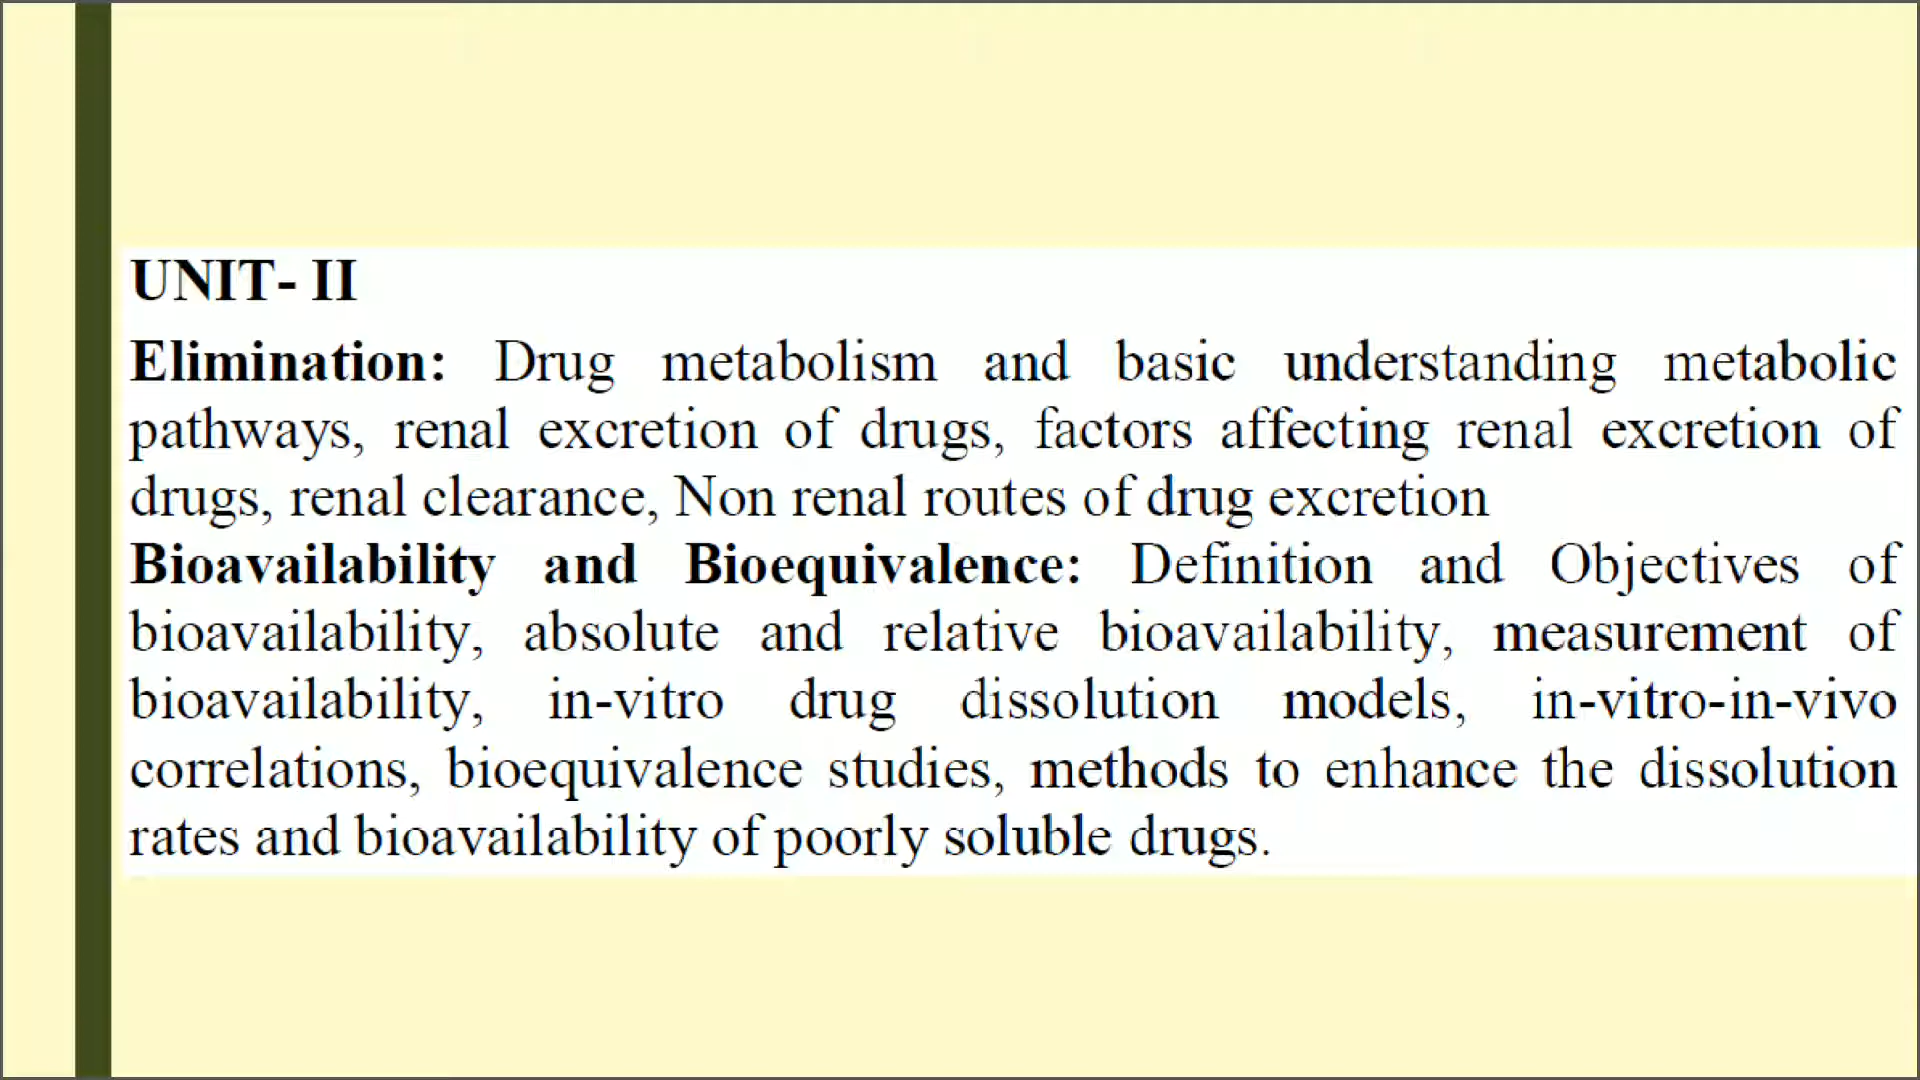 UNIT- II
Elimination: Drug metabolism and basic understanding metabolic
pathways, renal excretion of drugs, factors affecting renal excretion of
drugs, renal clearance, Non renal routes of drug excretion
Bioavailability and Bioequivalence: Definition and Objectives of
bioavailability, absolute and relative bioavailability, measurement of
bioavailability, in-vitro drug dissolution models, in-vitro-in-vivo
correlations, bioequivalence studies, methods to enhance the dissolution
rates and bioavailability of poorly soluble drugs.